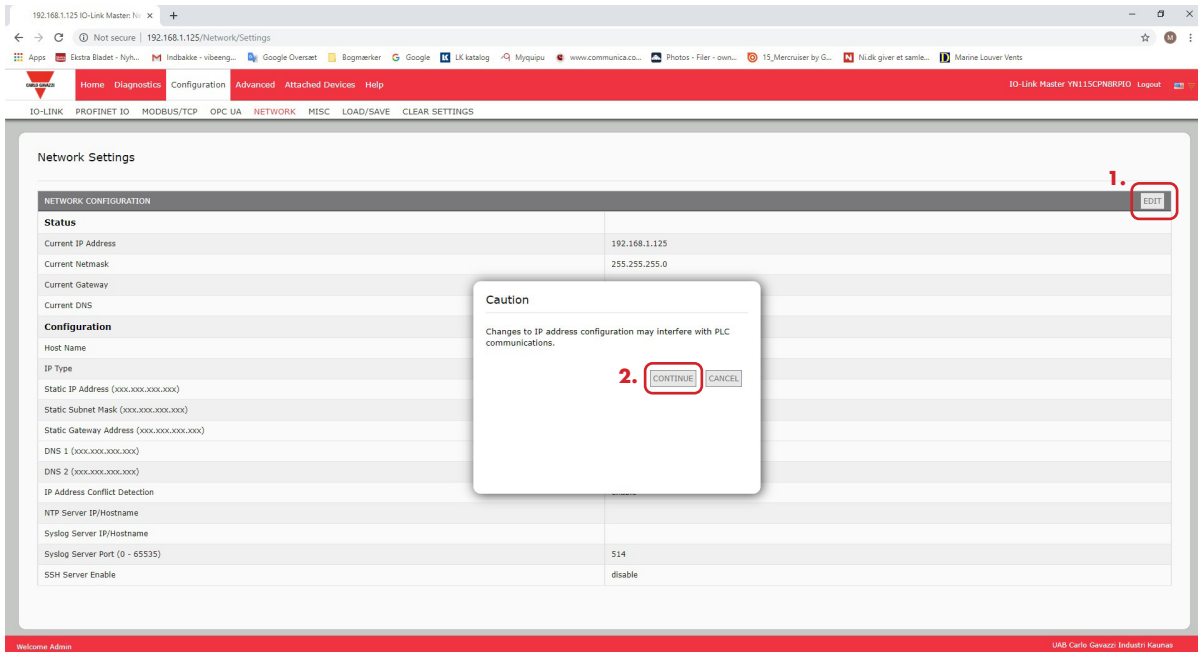 192.168.1.125 IO-Link Master: Ne
192.168.1.125/Network/Settings
Not secure
Apps Ekstra Bladet - Nyh... Indbakke - vibeeng... Google Oversæt Bogmærker Google LK katalog Myquipu www.communica.co... Photos - Filer - own... 15_Mercruiser by G... Ni.dk giver et samle... Marine Louver Vents
CARLO GAVAZZI
Home Diagnostics Configuration Advanced Attached Devices Help IO-Link Master YN115CPN8RPIO Logout
IO-LINK PROFINET IO MODBUS/TCP OPC UA NETWORK MISC LOAD/SAVE CLEAR SETTINGS
Network Settings
1.
NETWORK CONFIGURATION EDIT
Status
Current IP Address 192.168.1.125
Current Netmask 255.255.255.0
Current Gateway
Current DNS
Configuration
Host Name
IP Type
Static IP Address (xxx.xxx.xxx.xxx)
Static Subnet Mask (xxx.xxx.xxx.xxx)
Static Gateway Address (xxx.xxx.xxx.xxx)
DNS 1 (xxx.xxx.xxx.xxx)
DNS 2 (xxx.xxx.xxx.xxx)
IP Address Conflict Detection
NTP Server IP/Hostname
Syslog Server IP/Hostname
Syslog Server Port (0 - 65535) 514
SSH Server Enable disable
Caution
Changes to IP address configuration may interfere with PLC
communications.
2. CONTINUE CANCEL
Welcome Admin UAB Carlo Gavazzi Industri Kaunas